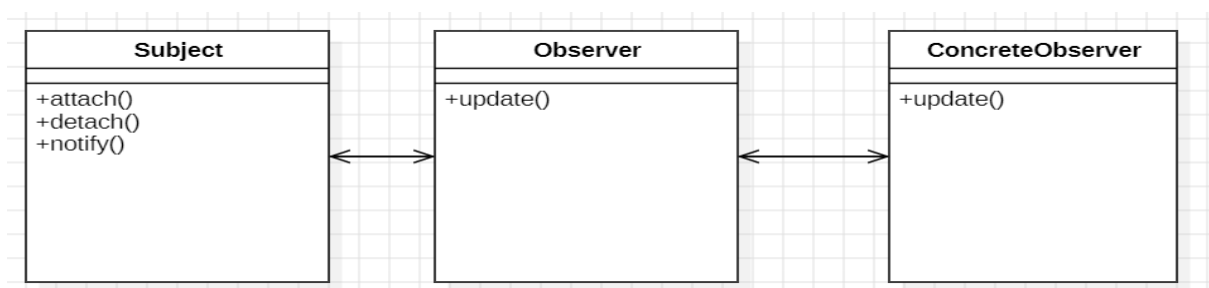 Subject
+attach()
+detach()
+notify()
Observer
+update()
ConcreteObserver
+update()